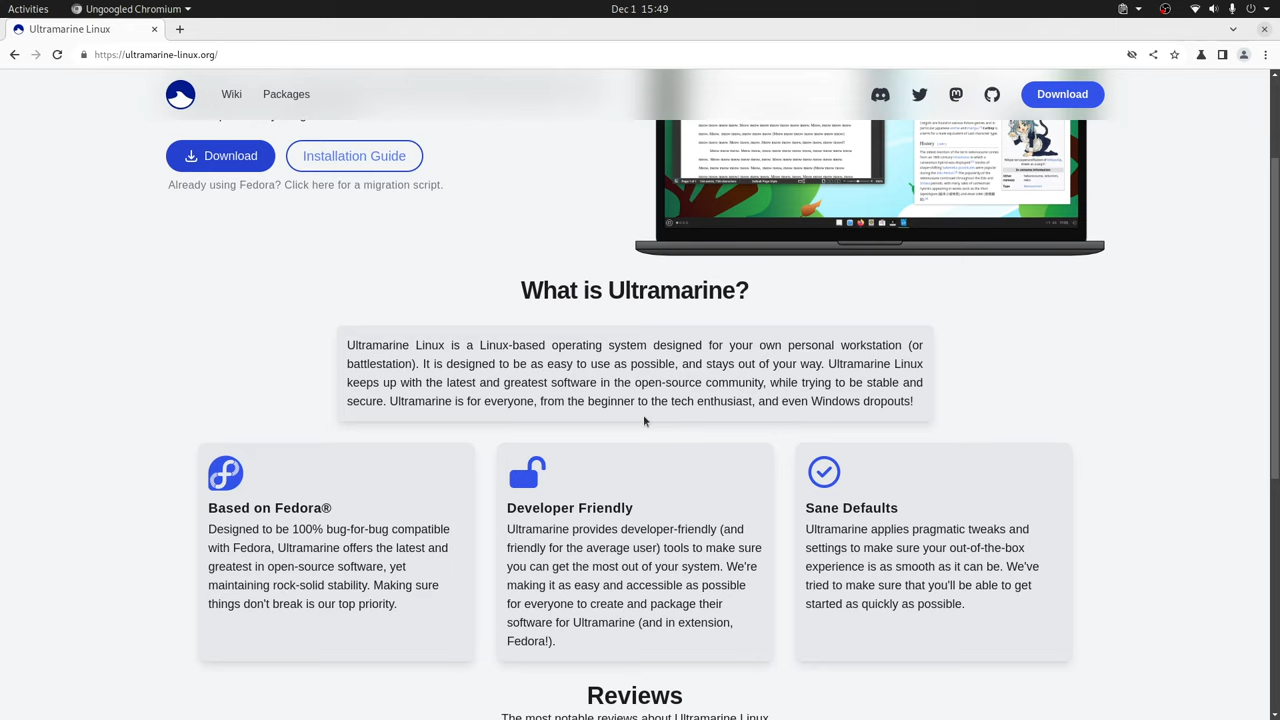 Activities
Ungoogled Chromium
Dec 1 15:49
Ultramarine Linux
https://ultramarine-linux.org/
Wiki
Packages
Download
Installation Guide
Already using Fedora?
for a migration script.
What is Ultramarine?
Ultramarine Linux is a Linux-based operating system designed for your own personal workstation (or
battlestation). It is designed to be as easy to use as possible, and stays out of your way. Ultramarine Linux
keeps up with the latest and greatest software in the open-source community, while trying to be stable and
secure. Ultramarine is for everyone, from the beginner to the tech enthusiast, and even Windows dropouts!
Based on Fedora®
Designed to be 100% bug-for-bug compatible
with Fedora, Ultramarine offers the latest and
greatest in open-source software, yet
maintaining rock-solid stability. Making sure
things don't break is our top priority.
Developer Friendly
Ultramarine provides developer-friendly (and
friendly for the average user) tools to make sure
you can get the most out of your system. We're
making it as easy and accessible as possible
for everyone to create and package their
software for Ultramarine (and in extension,
Fedora!).
Sane Defaults
Ultramarine applies pragmatic tweaks and
settings to make sure your out-of-the-box
experience is as smooth as it can be. We've
tried to make sure that you'll be able to get
started as quickly as possible.
Reviews
The most notable reviews about Ultramarine Linux